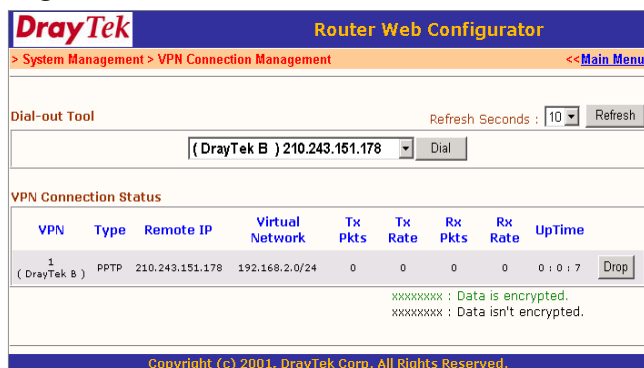 DrayTek Router Web Configurator
> System Management > VPN Connection Management <<Main Menu
Dial-out Tool Refresh Seconds : 10 Refresh
( DrayTek B ) 210.243.151.178 Dial
VPN Connection Status
VPN Type Remote IP Virtual Network Tx Pkts Tx Rate Rx Pkts Rx Rate UpTime
1 ( DrayTek B ) PPTP 210.243.151.178 192.168.2.0/24 0 0 0 0 0 : 0 : 7 Drop
xxxxxxxx : Data is encrypted.
xxxxxxxx : Data isn't encrypted.
Copyright (c) 2001, DrayTek Corp. All Rights Reserved.